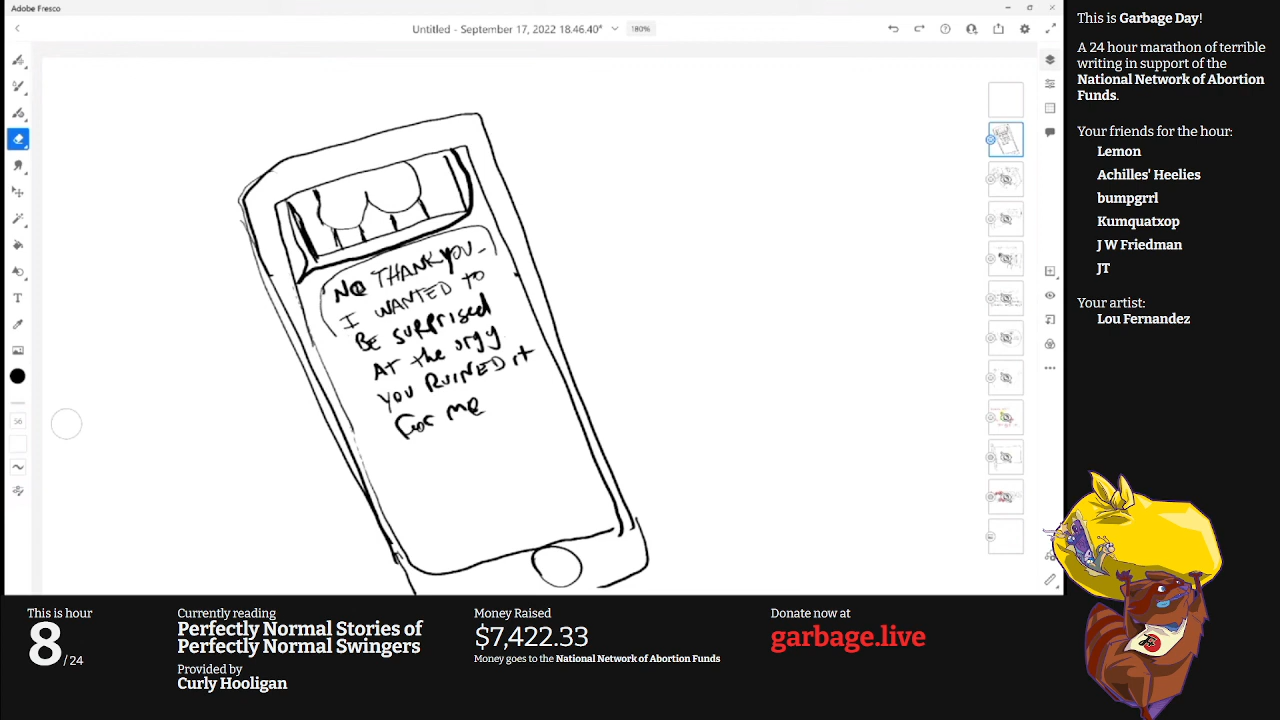 Adobe Fresco
Untitled - September 17, 2022 18.46.40*
180%
NO THANK YOU -
I WANTED TO
BE SURPRISED
AT the orgy
YOU RUINED it
FOR ME
56
This is Garbage Day!
A 24 hour marathon of terrible
writing in support of the
National Network of Abortion
Funds.
Your friends for the hour:
Lemon
Achilles' Heelies
bumpgrrl
Kumquatxop
J W Friedman
JT
Your artist:
Lou Fernandez
This is hour
8/24
Currently reading
Perfectly Normal Stories of
Perfectly Normal Swingers
Provided by
Curly Hooligan
Money Raised
$7,422.33
Money goes to the National Network of Abortion Funds
Donate now at
garbage.live